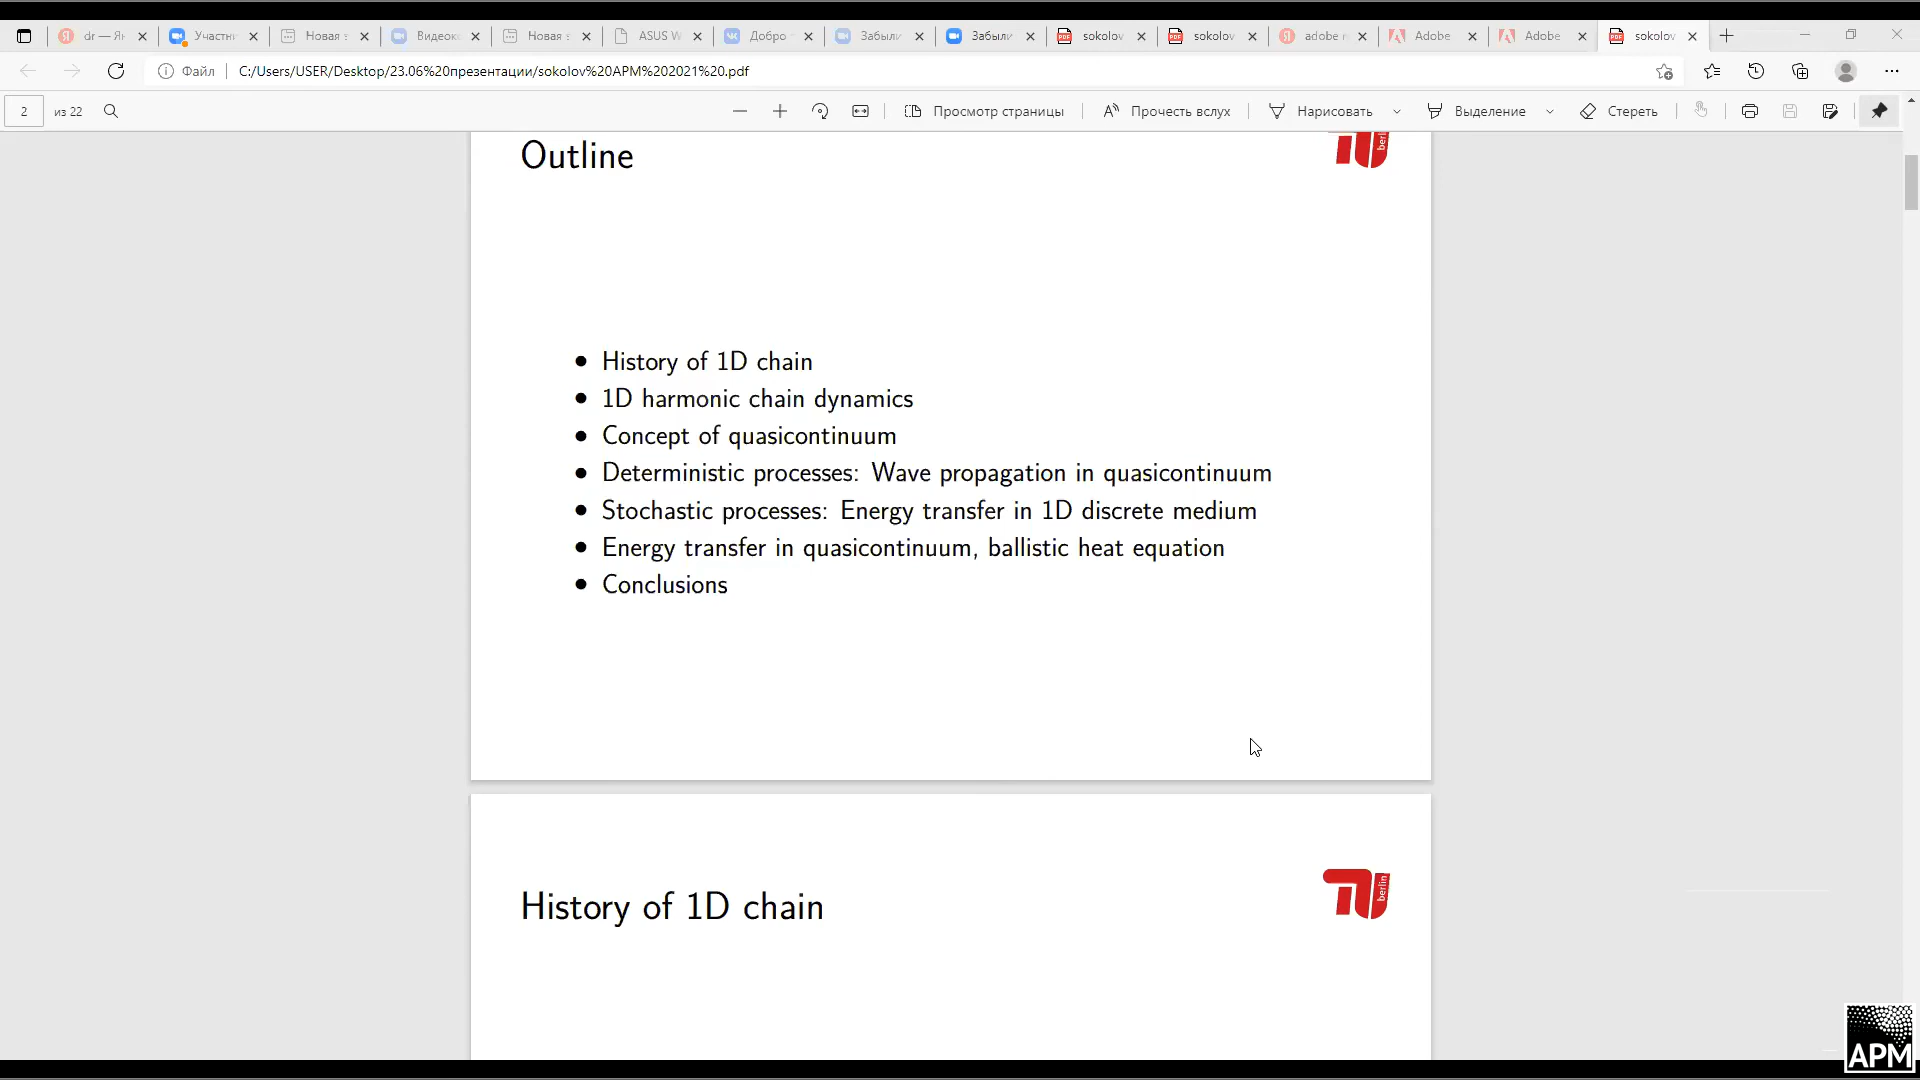 dr — Ян
Участн
Новая
Видеок
Новая
ASUS W
Добро
Забыли
Забыли
sokolov
sokolov
adobe r
Adobe
Adobe
sokolov
Файл
C:/Users/USER/Desktop/23.06%20презентации/sokolov%20APM%202021%20.pdf
2 из 22
Просмотр страницы
Прочесть вслух
Нарисовать
Выделение
Стереть
Outline
berlin
• History of 1D chain
• 1D harmonic chain dynamics
• Concept of quasicontinuum
• Deterministic processes: Wave propagation in quasicontinuum
• Stochastic processes: Energy transfer in 1D discrete medium
• Energy transfer in quasicontinuum, ballistic heat equation
• Conclusions
History of 1D chain
berlin
APM